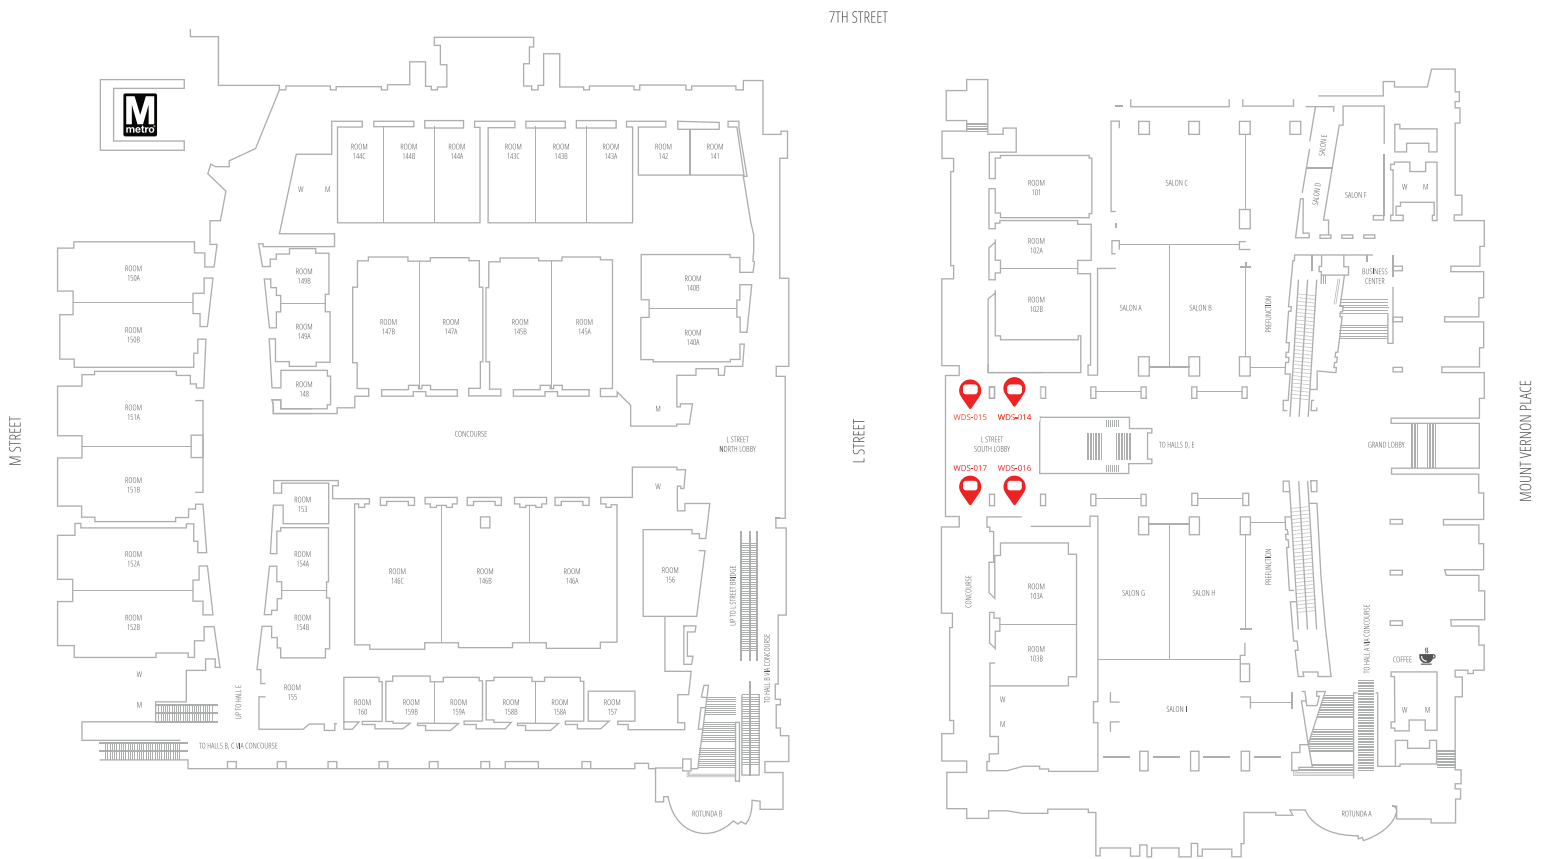 7TH STREET
M
metro
ROOM
144C
ROOM
144B
ROOM
144A
ROOM
143C
ROOM
143B
ROOM
143A
ROOM
142
ROOM
141
W
M
ROOM
150A
ROOM
150B
ROOM
149B
ROOM
149A
ROOM
148
ROOM
147B
ROOM
147A
ROOM
145B
ROOM
145A
ROOM
140B
ROOM
140A
ROOM
151A
ROOM
151B
M
CONCOURSE
L STREET
NORTH LOBBY
M STREET
L STREET
W
ROOM
153
ROOM
152A
ROOM
152B
ROOM
154A
ROOM
154B
ROOM
146C
ROOM
146B
ROOM
146A
ROOM
156
UP TO L STREET BRIDGE
TO HALL B VIA CONCOURSE
W
M
UP TO HALL E
ROOM
155
ROOM
160
ROOM
159B
ROOM
159A
ROOM
158B
ROOM
158A
ROOM
157
TO HALLS B, C VIA CONCOURSE
ROTUNDA B
ROOM
101
ROOM
102A
ROOM
102B
SALON C
SALON E
SALON D
SALON F
W
M
BUSINESS
CENTER
SALON A
SALON B
PREFUNCTION
WDS-015
WDS-014
L STREET
SOUTH LOBBY
WDS-017
WDS-016
TO HALLS D, E
GRAND LOBBY
MOUNT VERNON PLACE
CONCOURSE
ROOM
103A
ROOM
103B
SALON G
SALON H
PREFUNCTION
TO HALL A VIA CONCOURSE
COFFEE
W
M
SALON I
W
M
ROTUNDA A